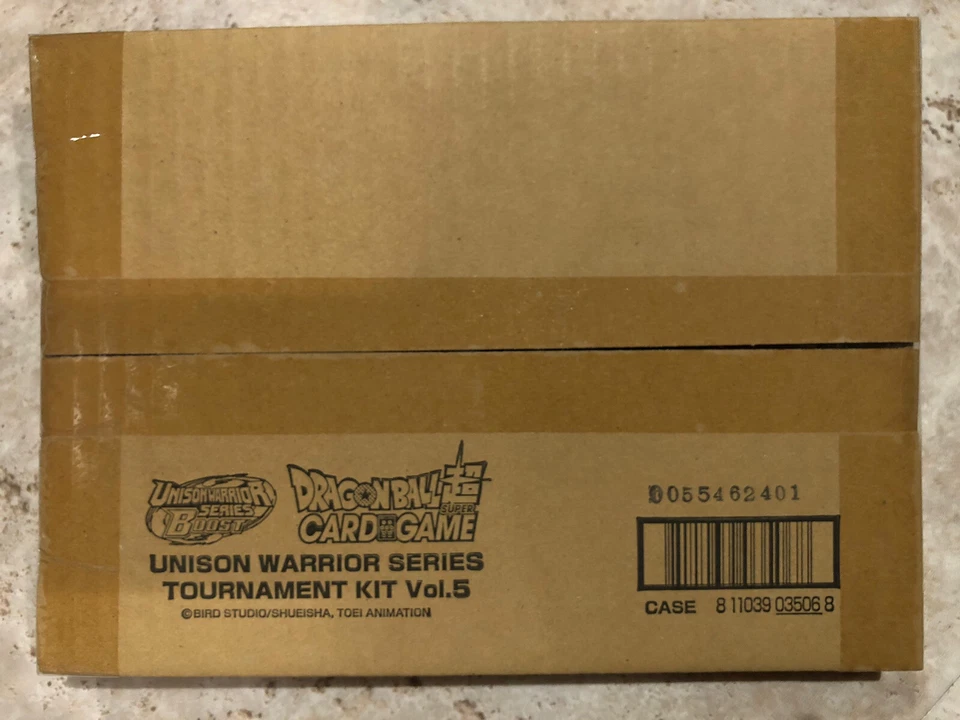 UNISON WARRIOR
SERIES
BOOST
DRAGON BALL 超
SUPER
CARD GAME
UNISON WARRIOR SERIES
TOURNAMENT KIT Vol.5
©BIRD STUDIO/SHUEISHA, TOEI ANIMATION
0055462401
CASE 8 11039 03506 8